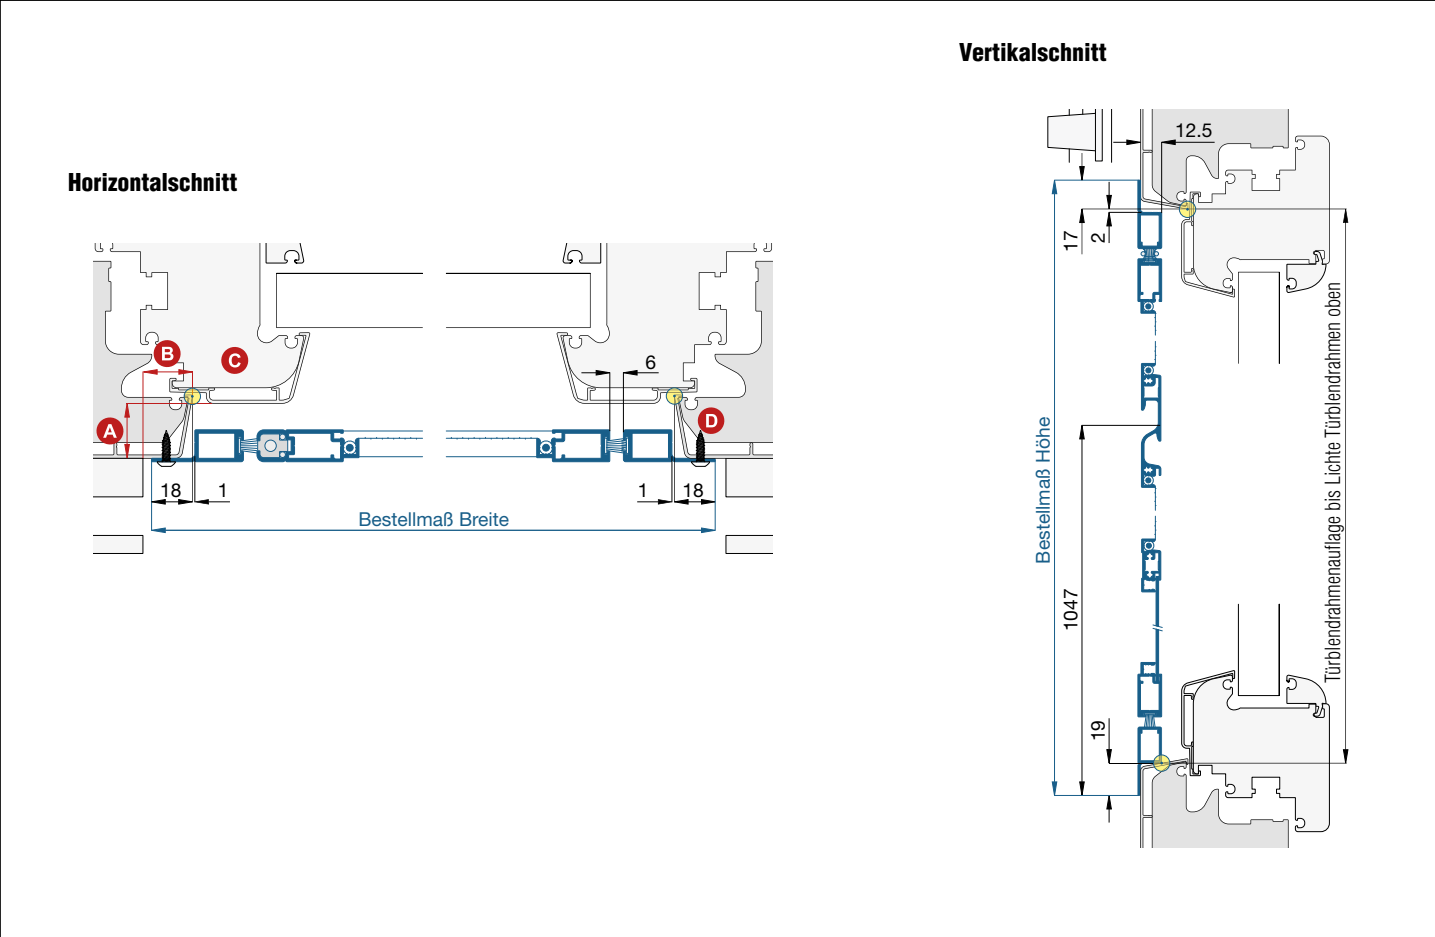 Vertikalschnitt
12.5
Horizontalschnitt
17
2
B
C
6
A
D
18
1
1
18
Bestellmaß Breite
Bestellmaß Höhe
1047
19
Türblendrahmenauflage bis Lichte Türblendrahmen oben